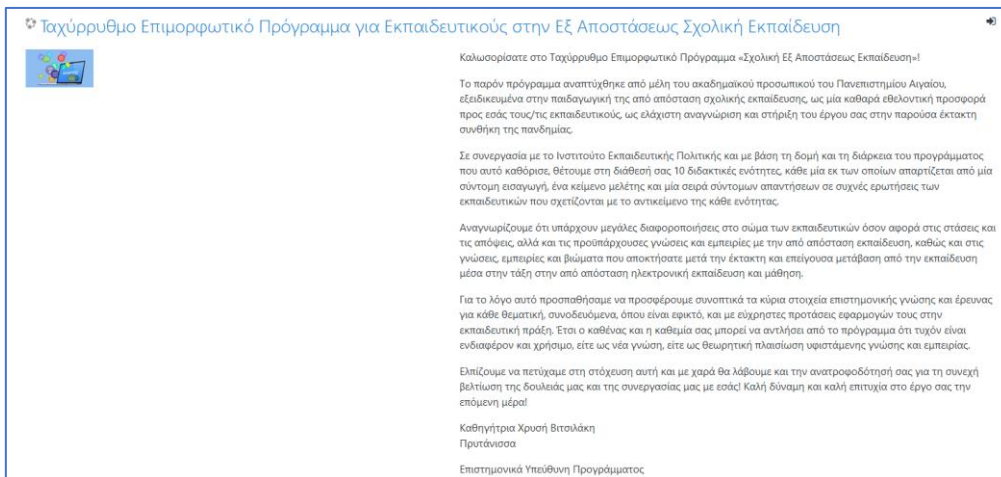 Ταχύρρυθμο Επιμορφωτικό Πρόγραμμα για Εκπαιδευτικούς στην Εξ Αποστάσεως Σχολική Εκπαίδευση
Καλωσορίσατε στο Ταχύρρυθμο Επιμορφωτικό Πρόγραμμα «Σχολική Εξ Αποστάσεως Εκπαίδευση»!
Το παρόν πρόγραμμα αναπτύχθηκε από μέλη του ακαδημαϊκού προσωπικού του Πανεπιστημίου Αιγαίου,
εξειδικευμένα στην παιδαγωγική της από απόσταση σχολικής εκπαίδευσης, ως μία καθαρά εθελοντική προσφορά
προς εσάς τους/τις εκπαιδευτικούς, ως ελάχιστη αναγνώριση και στήριξη του έργου σας στην παρούσα έκτακτη
συνθήκη της πανδημίας.
Σε συνεργασία με το Ινστιτούτο Εκπαιδευτικής Πολιτικής και με βάση τη δομή και τη διάρκεια του προγράμματος
που αυτό καθόρισε, θέτουμε στη διάθεσή σας 10 διδακτικές ενότητες, κάθε μία εκ των οποίων απαρτίζεται από μία
σύντομη εισαγωγή, ένα κείμενο μελέτης και μία σειρά σύντομων απαντήσεων σε συχνές ερωτήσεις των
εκπαιδευτικών που σχετίζονται με το αντικείμενο της κάθε ενότητας.
Αναγνωρίζουμε ότι υπάρχουν μεγάλες διαφοροποιήσεις στο σώμα των εκπαιδευτικών όσον αφορά στις στάσεις και
τις απόψεις, αλλά και τις προϋπάρχουσες γνώσεις και εμπειρίες με την από απόσταση εκπαίδευση, καθώς και στις
γνώσεις, εμπειρίες και βιώματα που αποκτήσατε μετά την έκτακτη και επείγουσα μετάβαση από την εκπαίδευση
μέσα στην τάξη στην από απόσταση ηλεκτρονική εκπαίδευση και μάθηση.
Για το λόγο αυτό προσπαθήσαμε να προσφέρουμε συνοπτικά τα κύρια στοιχεία επιστημονικής γνώσης και έρευνας
για κάθε θεματική, συνοδευόμενα, όπου είναι εφικτό, και με εύχρηστες προτάσεις εφαρμογών τους στην
εκπαιδευτική πράξη. Έτσι ο καθένας και η καθεμία σας μπορεί να αντλήσει από το πρόγραμμα ότι τυχόν είναι
ενδιαφέρον και χρήσιμο, είτε ως νέα γνώση, είτε ως θεωρητική πλαισίωση υφιστάμενης γνώσης και εμπειρίας.
Ελπίζουμε να πετύχαμε στη στόχευση αυτή και με χαρά θα λάβουμε και την ανατροφοδότησή σας για τη συνεχή
βελτίωση της δουλειάς μας και της συνεργασίας μας με εσάς! Καλή δύναμη και καλή επιτυχία στο έργο σας την
επόμενη μέρα!
Καθηγήτρια Χρυσή Βιτσιλάκη
Πρυτάνισσα
Επιστημονικά Υπεύθυνη Προγράμματος